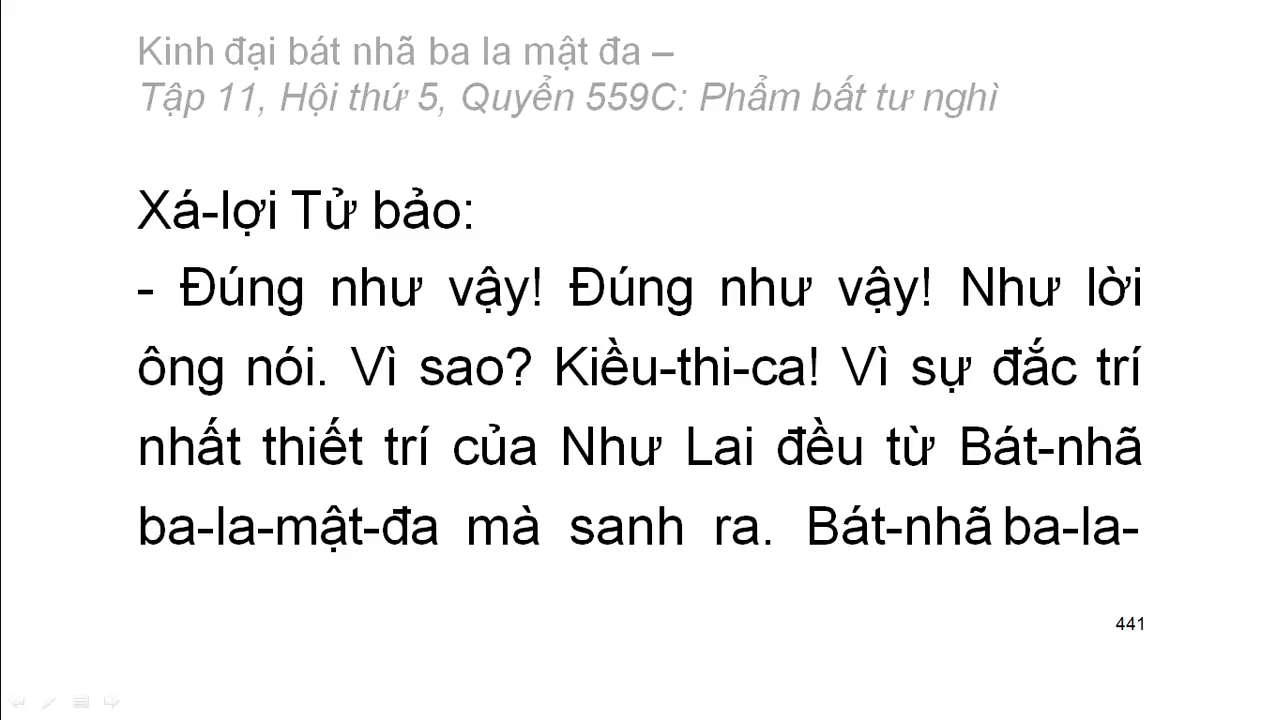 Kinh đại bát nhã ba la mật đa –
Tập 11, Hội thứ 5, Quyển 559C: Phẩm bất tư nghì
Xá-lợi Tử bảo:
- Đúng như vậy! Đúng như vậy! Như lời
ông nói. Vì sao? Kiều-thi-ca! Vì sự đắc trí
nhất thiết trí của Như Lai đều từ Bát-nhã
ba-la-mật-đa mà sanh ra. Bát-nhã ba-la-
441